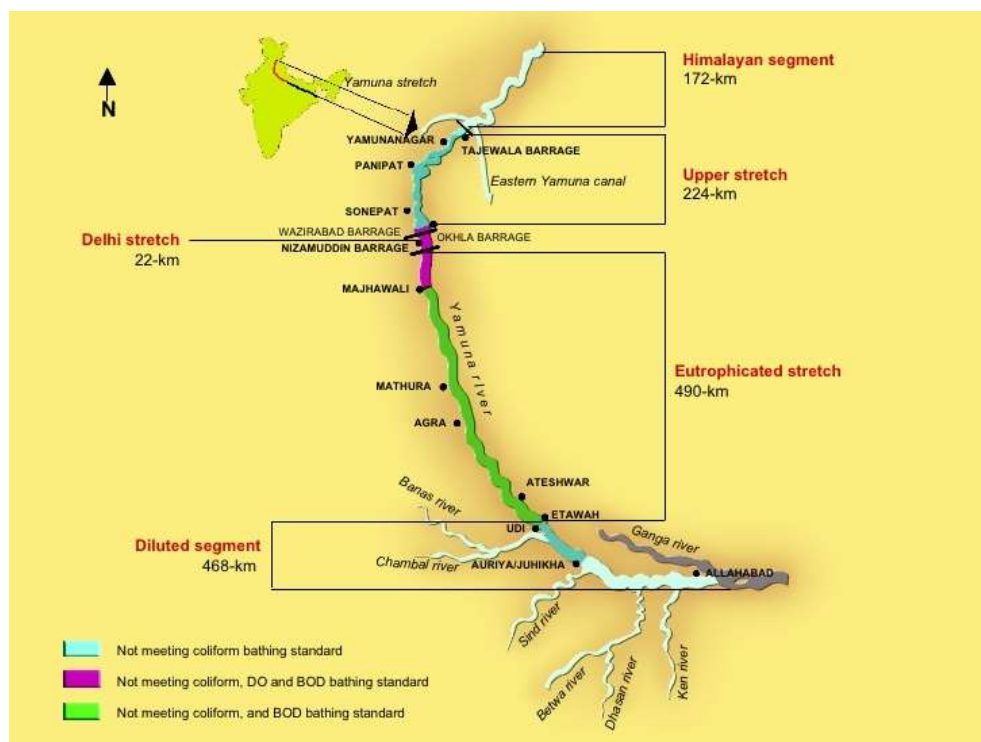 Himalayan segment
172-km
Yamuna stretch
N
YAMUNANAGAR
TAJEWALA BARRAGE
PANIPAT
Eastern Yamuna canal
Upper stretch
224-km
SONEPAT
WAZIRABAD BARRAGE
OKHLA BARRAGE
Delhi stretch
22-km
NIZAMUDDIN BARRAGE
MAJHAWALI
Yamuna river
Eutrophicated stretch
490-km
MATHURA
AGRA
ATESHWAR
Banas river
ETAWAH
UDI
Ganga river
Diluted segment
468-km
Chambal river
AURIYA/JUHIKHA
ALLAHABAD
Sind river
Betwa river
Dhasan river
Ken river
Not meeting coliform bathing standard
Not meeting coliform, DO and BOD bathing standard
Not meeting coliform, and BOD bathing standard